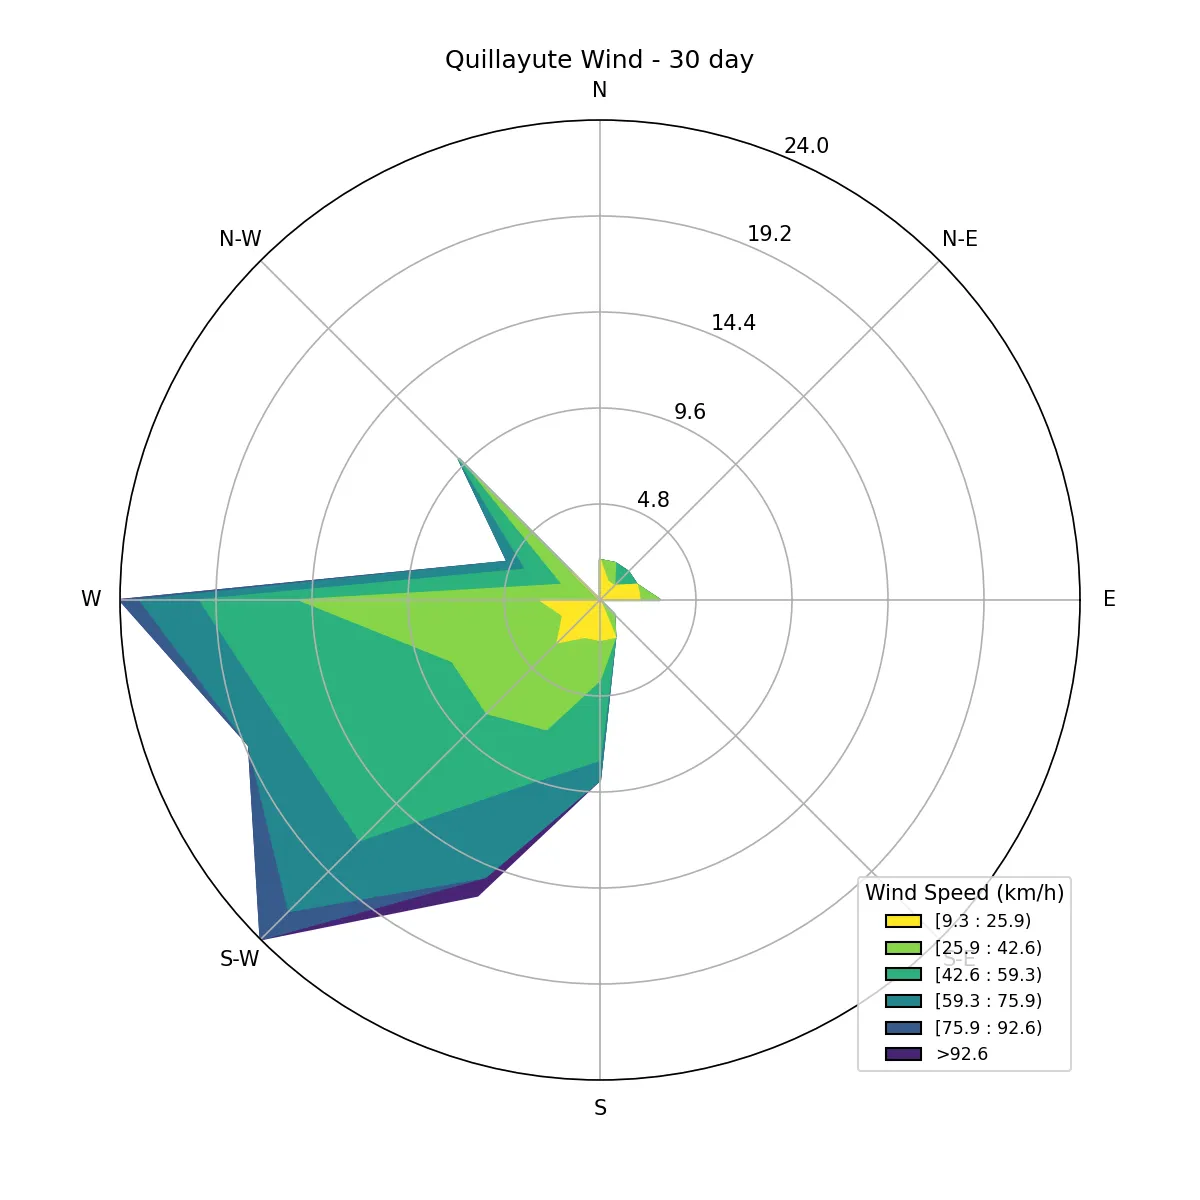 Quillayute Wind - 30 day
N
24.0
N-W
N-E
19.2
14.4
9.6
4.8
W
E
S-W
S-E
S
Wind Speed (km/h)
[9.3 : 25.9)
[25.9 : 42.6)
[42.6 : 59.3)
[59.3 : 75.9)
[75.9 : 92.6)
>92.6